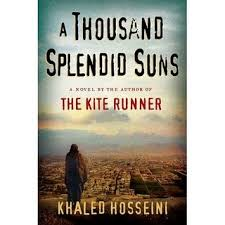 A THOUSAND
SPLENDID SUNS
A NOVEL BY THE AUTHOR OF
THE KITE RUNNER
KHALED HOSSEINI